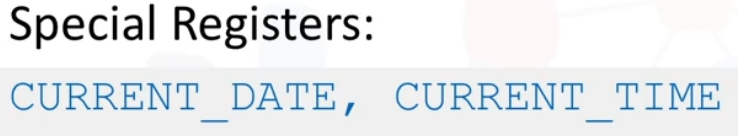 Special Registers:
CURRENT_DATE, CURRENT_TIME